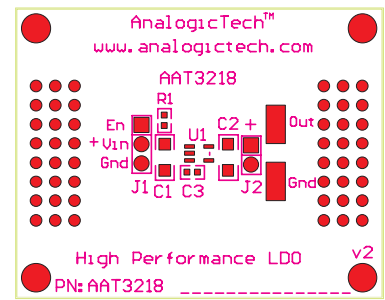 AnalogicTech™
www.analogictech.com
AAT3218
R1
En
U1
C2 +
Out
+ Vin
Gnd
J1 C1 C3 J2
Gnd
High Performance LDO
v2
PN: AAT3218 _______________